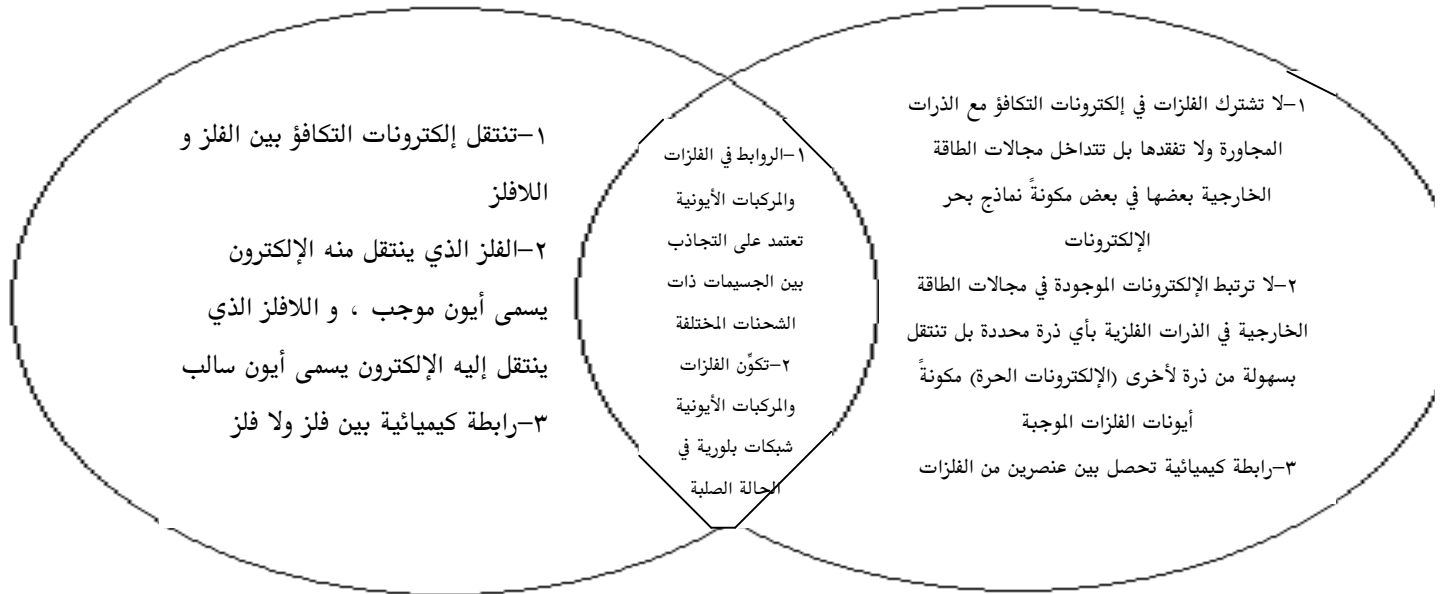 ١–لا تشترك الفلزات في إلكترونات التكافؤ مع الذرات
المجاورة ولا تفقدها بل تتداخل مجالات الطاقة
الخارجية بعضها في بعض مكونةً نماذج بحر
الإلكترونات
٢–لا ترتبط الإلكترونات الموجودة في مجالات الطاقة
الخارجية في الذرات الفلزية بأي ذرة محددة بل تنتقل
بسهولة من ذرة لأخرى (الإلكترونات الحرة) مكونةً
أيونات الفلزات الموجبة
٣–رابطة كيميائية تحصل بين عنصرين من الفلزات
١–الروابط في الفلزات
والمركبات الأيونية
تعتمد على التجاذب
بين الجسيمات ذات
الشحنات المختلفة
٢–تكوِّن الفلزات
والمركبات الأيونية
شبكات بلورية في
الحالة الصلبة
١–تنتقل إلكترونات التكافؤ بين الفلز و
اللافلز
٢–الفلز الذي ينتقل منه الإلكترون
يسمى أيون موجب ، و اللافلز الذي
ينتقل إليه الإلكترون يسمى أيون سالب
٣–رابطة كيميائية بين فلز ولا فلز